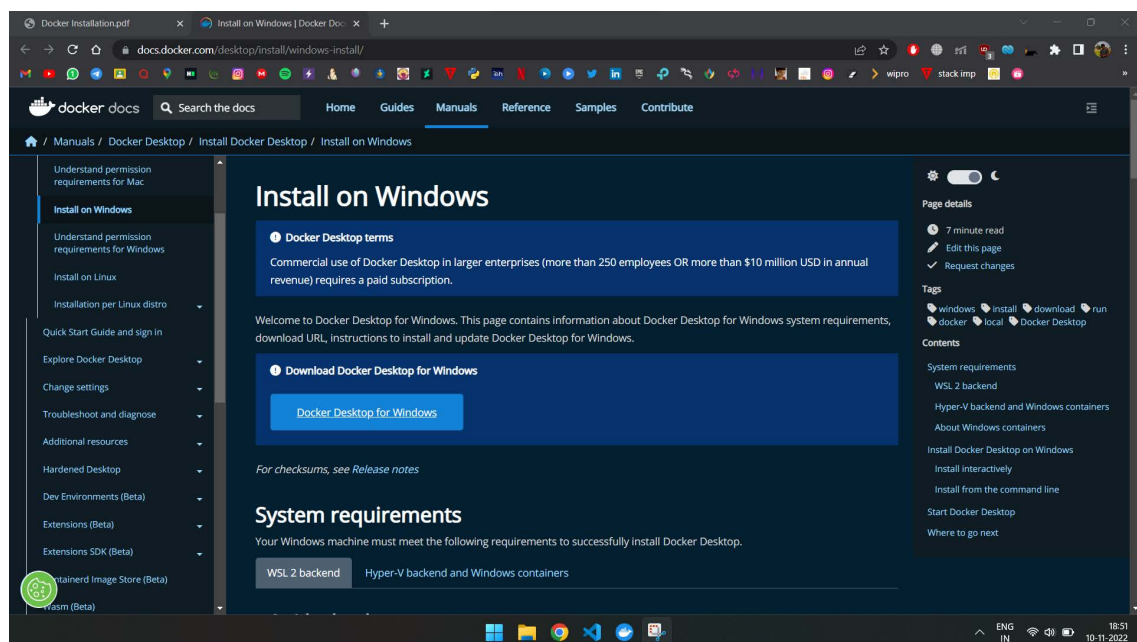 Docker Installation.pdf
Install on Windows | Docker Doc
docs.docker.com/desktop/install/windows-install/
wipro
stack imp
docker docs
Search the docs
Home Guides Manuals Reference Samples Contribute
/ Manuals / Docker Desktop / Install Docker Desktop / Install on Windows
Understand permission
requirements for Mac
Install on Windows
Understand permission
requirements for Windows
Install on Linux
Installation per Linux distro
Quick Start Guide and sign in
Explore Docker Desktop
Change settings
Troubleshoot and diagnose
Additional resources
Hardened Desktop
Dev Environments (Beta)
Extensions (Beta)
Extensions SDK (Beta)
Image Store (Beta)
Wasm (Beta)
Install on Windows
Docker Desktop terms
Commercial use of Docker Desktop in larger enterprises (more than 250 employees OR more than $10 million USD in annual
revenue) requires a paid subscription.
Welcome to Docker Desktop for Windows. This page contains information about Docker Desktop for Windows system requirements,
download URL, instructions to install and update Docker Desktop for Windows.
Download Docker Desktop for Windows
Docker Desktop for Windows
For checksums, see Release notes
System requirements
Your Windows machine must meet the following requirements to successfully install Docker Desktop.
WSL 2 backend Hyper-V backend and Windows containers
Page details
7 minute read
Edit this page
Request changes
Tags
windows install download run
docker local Docker Desktop
Contents
System requirements
WSL 2 backend
Hyper-V backend and Windows containers
About Windows containers
Install Docker Desktop on Windows
Install interactively
Install from the command line
Start Docker Desktop
Where to go next
ENG
IN
18:51
10-11-2022